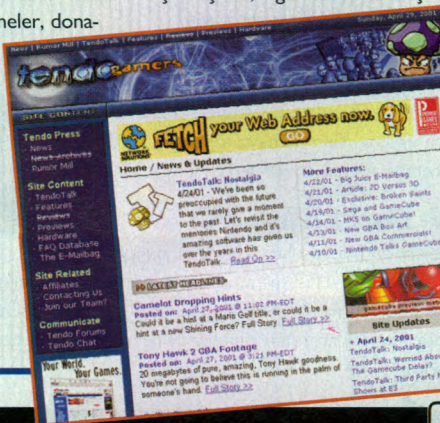 meler, dona-
News | Rumor Mill | TendoTalk | Features | Reviews | Previews | Hardware
Sunday, April 29, 2001
tendogamers
SITE CONTENT
Tendo Press
- News
- News Archives
- Rumor Mill
Site Content
- TendoTalk
- Features
- Reviews
- Previews
- Hardware
- FAQ Database
- The E-Mailbag
Site Related
- Affiliates
- Contacting Us
- Join our Team?
Communicate
- Tendo Forums
- Tendo Chat
Your World.
Your Games.
NETWORK SOLUTIONS
FETCH your Web Address now.
GO
Home / News & Updates
TendoTalk: Nostalgia
4/24/01 - We've been so
preoccupied with the future
that we rarely give a moment
to the past. Let's revisit the
memories Nintendo and it's
amazing software has given us
over the years in this
TendoTalk... Read On >>
More Features:
4/22/01 - Big Juicy E-Mailbag
4/21/01 - Article: 2D Versus 3D
4/20/01 - Exclusive: Broken Saints
4/19/01 - Sega and GameCube
4/14/01 - MKS on GameCube!
4/13/01 - New GBA Box Art
4/11/01 - New GBA Commercials!
4/10/01 - Nintendo Talks GameCube
LATEST HEADLINES
Camelot Dropping Hints
Posted on: April 27, 2001 @ 11:02 PM-EDT
Could it be a hint at a Mario Golf title, or could it be a
hint at a new Shining Force? Full Story. Full Story >>
Tony Hawk 2 GBA Footage
Posted on: April 27, 2001 @ 3:21 PM-EDT
20 megabytes of pure, amazing, Tony Hawk goodness.
You're not going to believe this is running in the palm of
someone's hand. Full Story >>
Site Updates
+ April 24, 2001
TendoTalk: Nostalgia
TendoTalk: Worried About
The Gamecube Delay?
TendoTalk: Third Party
Shows at E3